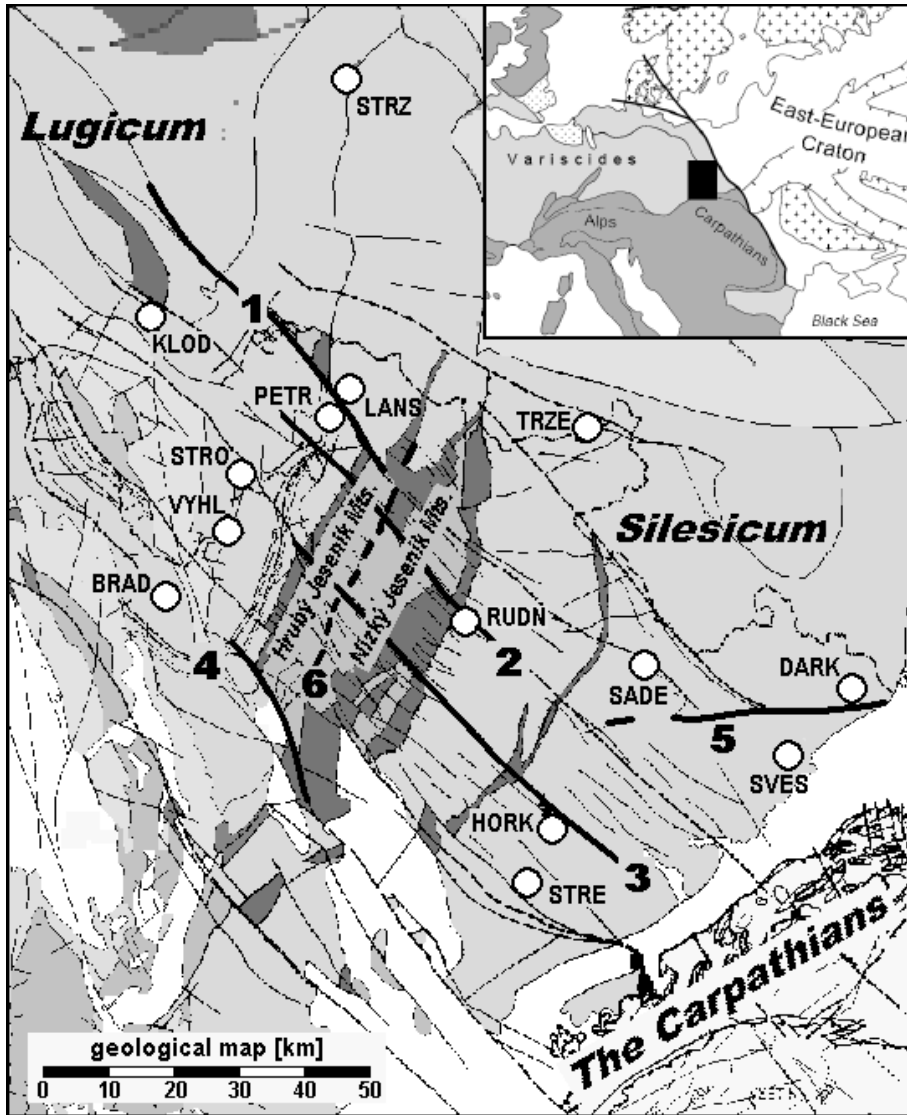 STRZ
Lugicum
East-European
Craton
Variscides
Alps
Carpathians
Black Sea
1
KLOD
PETR
LANS
TRZE
STRO
VYHL
Silesicum
BRAD
Hrubý Jeseník Mts.
Nízký Jeseník Mts.
RUDN
2
4
6
SADE
DARK
5
SVES
HORK
3
STRE
The Carpathians
geological map [km]
0 10 20 30 40 50